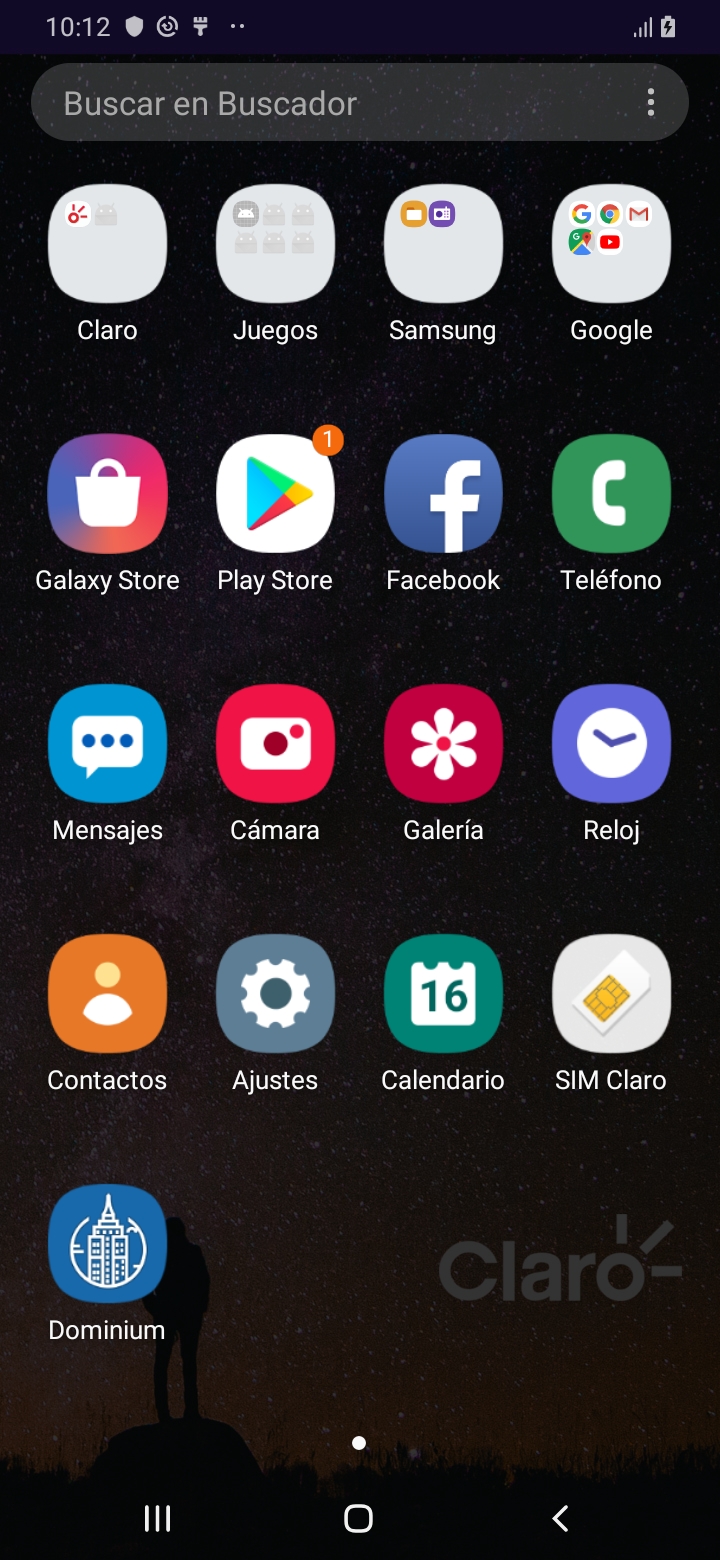 10:12
Buscar en Buscador
Claro
Juegos
Samsung
Google
1
Galaxy Store
Play Store
Facebook
Teléfono
Mensajes
Cámara
Galería
Reloj
16
Contactos
Ajustes
Calendario
SIM Claro
Claro
Dominium